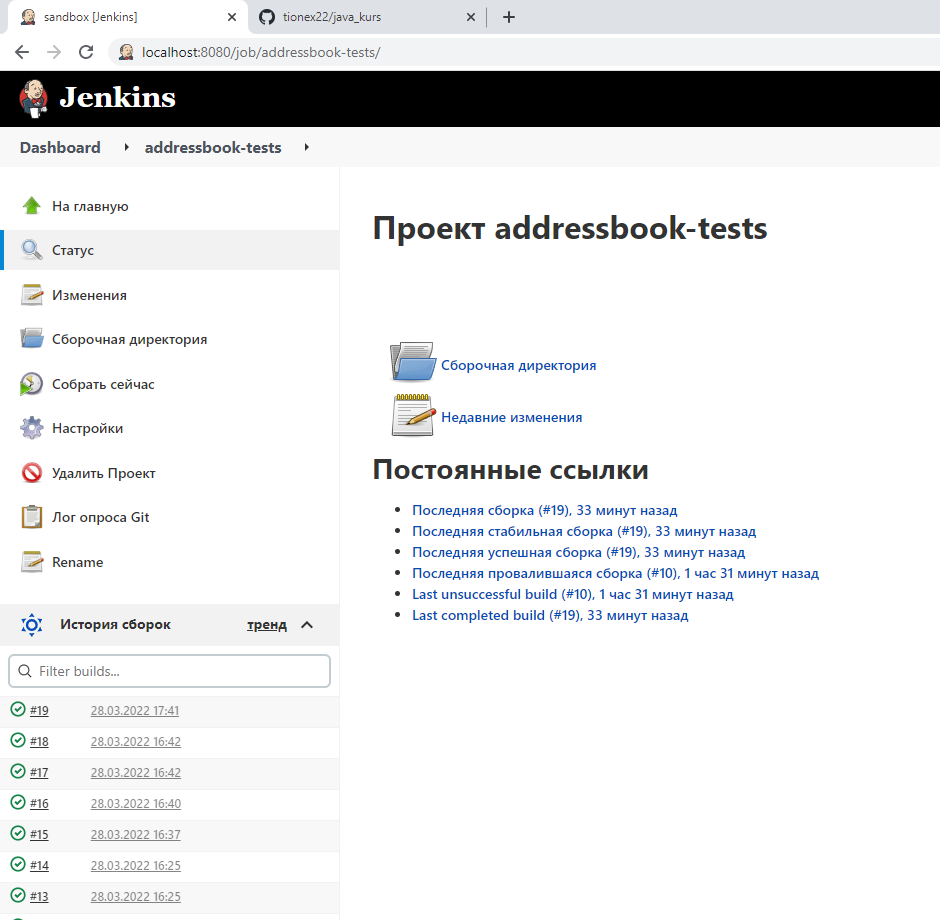 sandbox [Jenkins]
tionex22/java_kurs
localhost:8080/job/addressbook-tests/
Jenkins
Dashboard
addressbook-tests
На главную
Статус
Изменения
Сборочная директория
Собрать сейчас
Настройки
Удалить Проект
Лог опроса Git
Rename
История сборок
тренд
Filter builds...
#19 28.03.2022 17:41
#18 28.03.2022 16:42
#17 28.03.2022 16:42
#16 28.03.2022 16:40
#15 28.03.2022 16:37
#14 28.03.2022 16:25
#13 28.03.2022 16:25
Проект addressbook-tests
Сборочная директория
Недавние изменения
Постоянные ссылки
Последняя сборка (#19), 33 минут назад
Последняя стабильная сборка (#19), 33 минут назад
Последняя успешная сборка (#19), 33 минут назад
Последняя провалившаяся сборка (#10), 1 час 31 минут назад
Last unsuccessful build (#10), 1 час 31 минут назад
Last completed build (#19), 33 минут назад